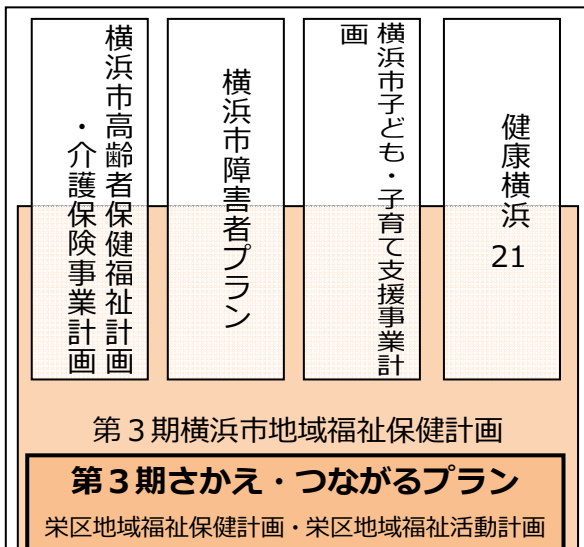 横浜市高齢者保健福祉計画
・介護保険事業計画
横浜市障害者プラン
横浜市子ども・子育て支援事業計
画
健康横浜21
第３期横浜市地域福祉保健計画
第３期さかえ・つながるプラン
栄区地域福祉保健計画・栄区地域福祉活動計画